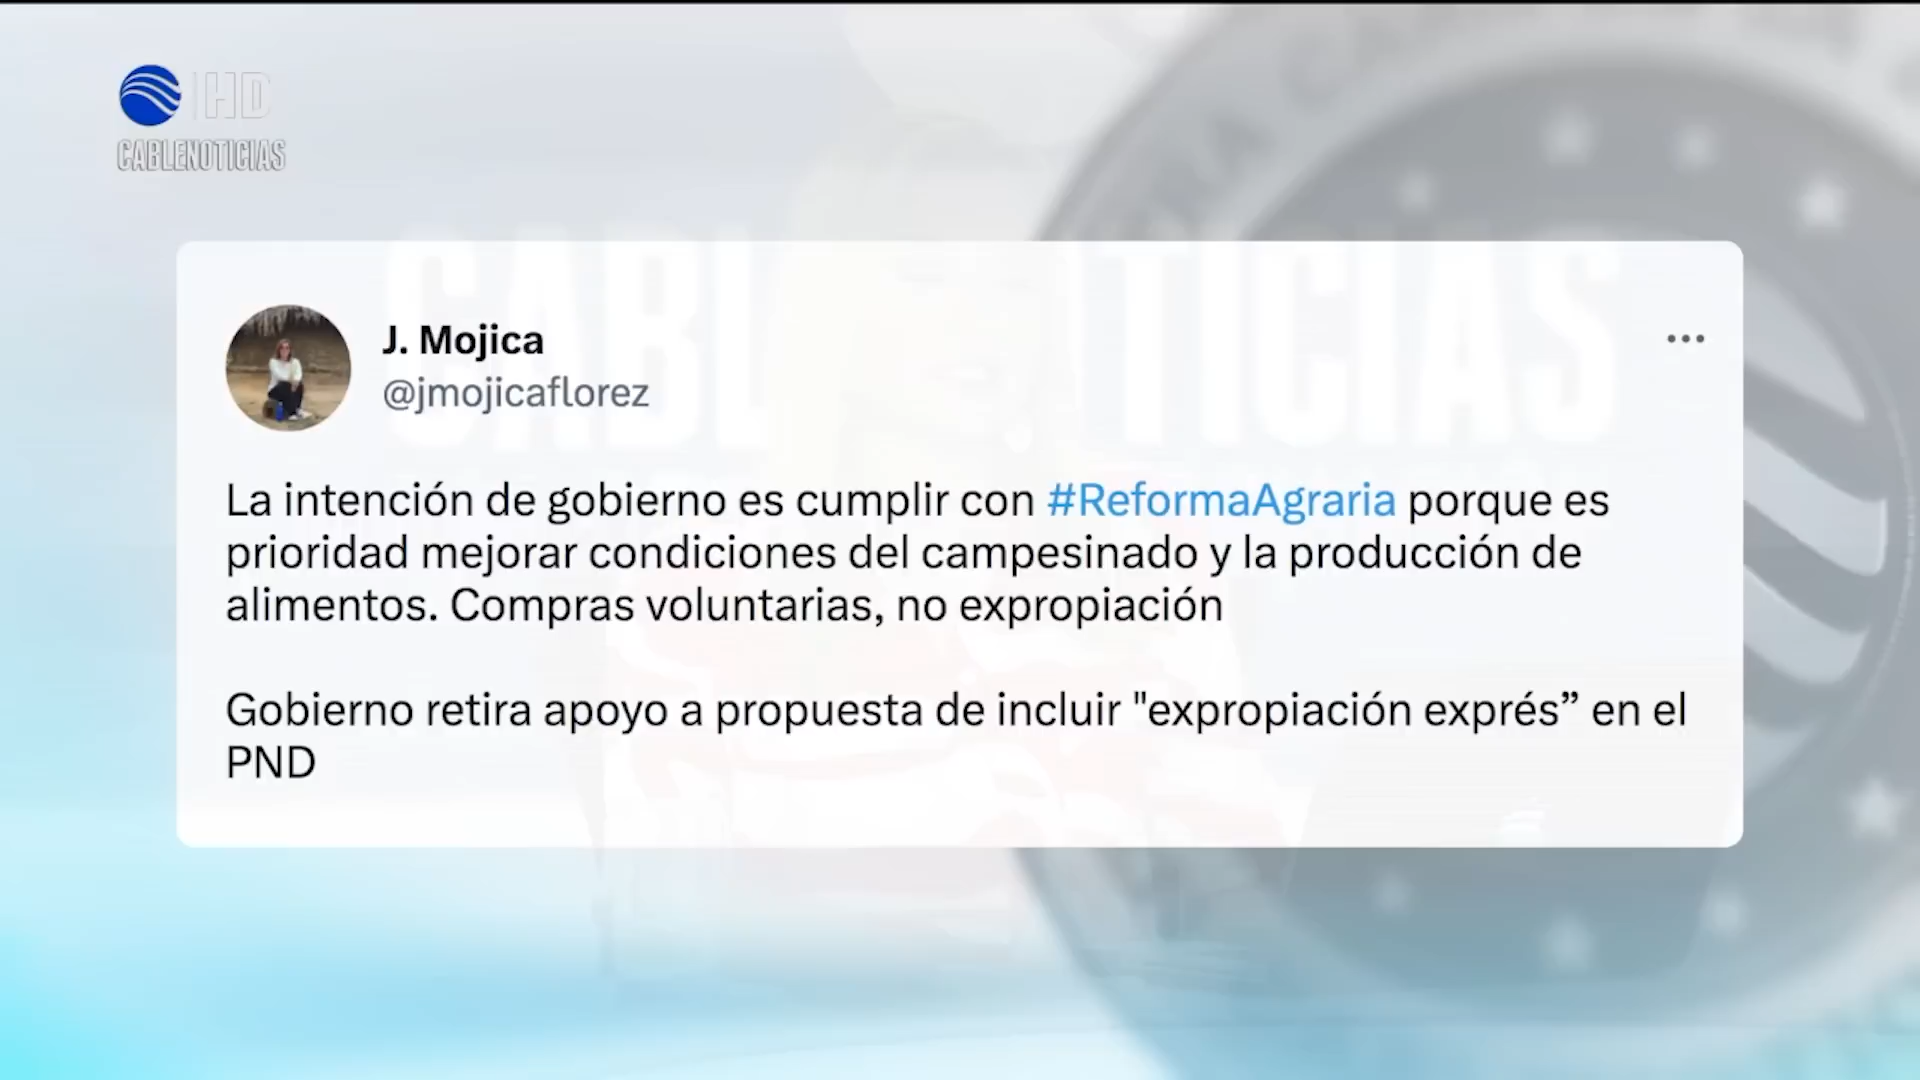 HD
CABLENOTICIAS
CABL TICIAS
J. Mojica
@jmojicaflorez
La intención de gobierno es cumplir con #ReformaAgraria porque es
prioridad mejorar condiciones del campesinado y la producción de
alimentos. Compras voluntarias, no expropiación
Gobierno retira apoyo a propuesta de incluir "expropiación exprés” en el
PND